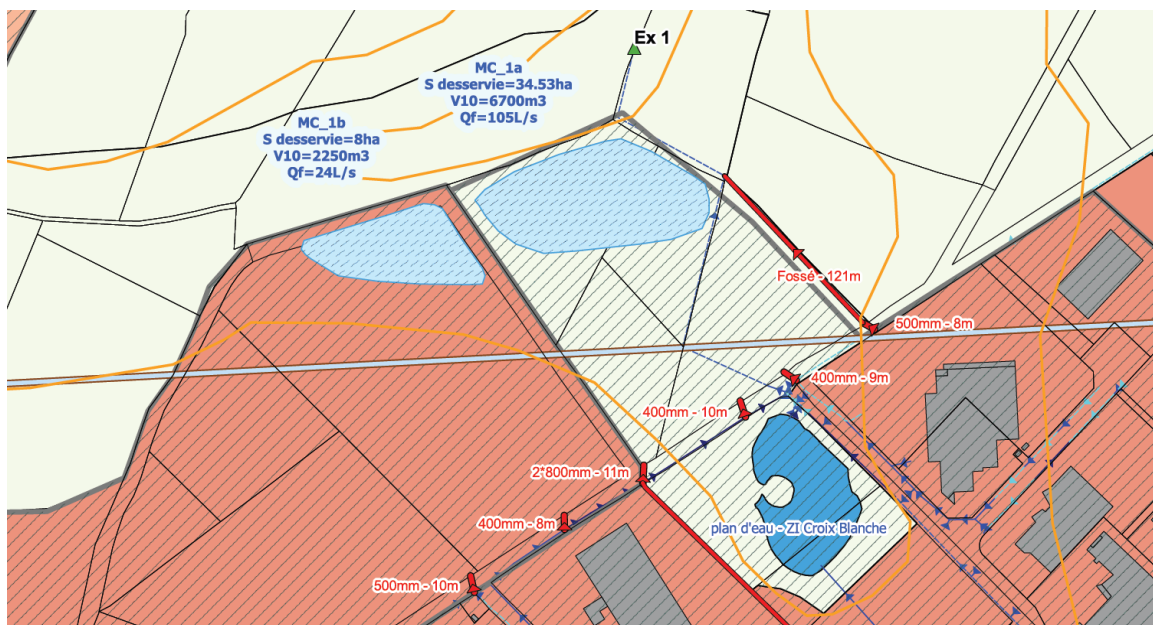 Ex 1
MC_1a
S desservie=34.53ha
V10=6700m3
Qf=105L/s
MC_1b
S desservie=8ha
V10=2250m3
Qf=24L/s
Fossé - 121m
500mm - 8m
400mm - 9m
400mm - 10m
2*800mm - 11m
400mm - 8m
plan d'eau - ZI Croix Blanche
500mm - 10m